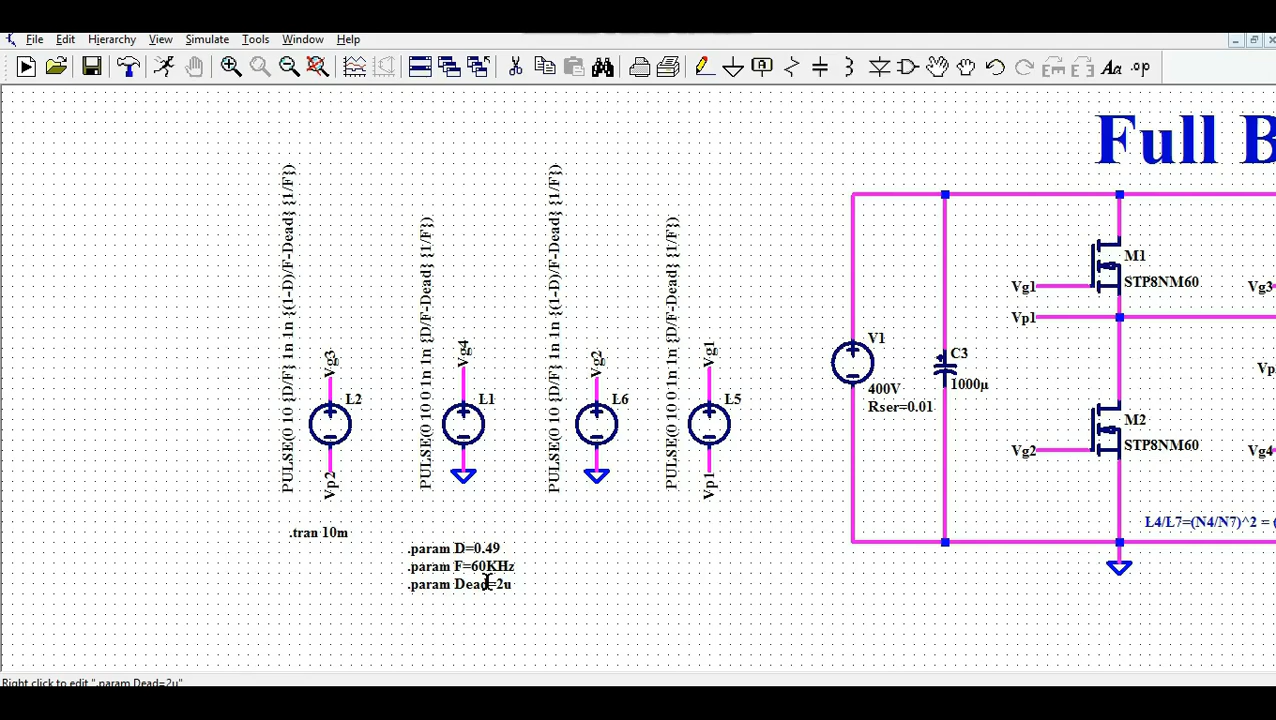 File Edit Hierarchy View Simulate Tools Window Help
Aa .op
Full B
PULSE(0 10 {D/F} 1n 1n {(1-D)/F-Dead} {1/F})
Vg3
L2
Vp2
PULSE(0 10 0 1n 1n {D/F-Dead} {1/F})
Vg4
L1
PULSE(0 10 {D/F} 1n 1n {(1-D)/F-Dead} {1/F})
Vg2
L6
PULSE(0 10 0 1n 1n {D/F-Dead} {1/F})
Vg1
L5
Vp1
V1
400V
Rser=0.01
C3
1000µ
M1
STP8NM60
Vg1
Vp1
Vg3
M2
STP8NM60
Vg2
Vg4
L4/L7=(N4/N7)^2 =
.tran 10m
.param D=0.49
.param F=60KHz
.param Dead=2u
Right click to edit ".param Dead=2u"